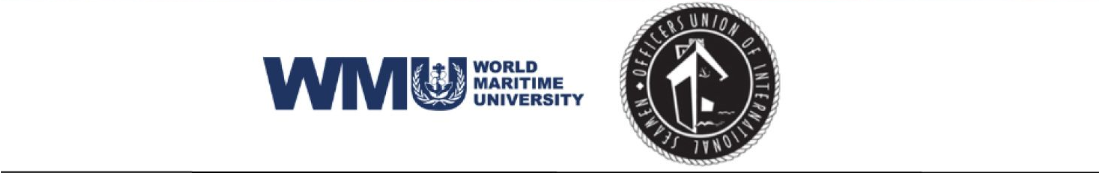 WMU
WORLD
MARITIME
UNIVERSITY
OFFICERS UNION OF INTERNATIONAL SEAMEN